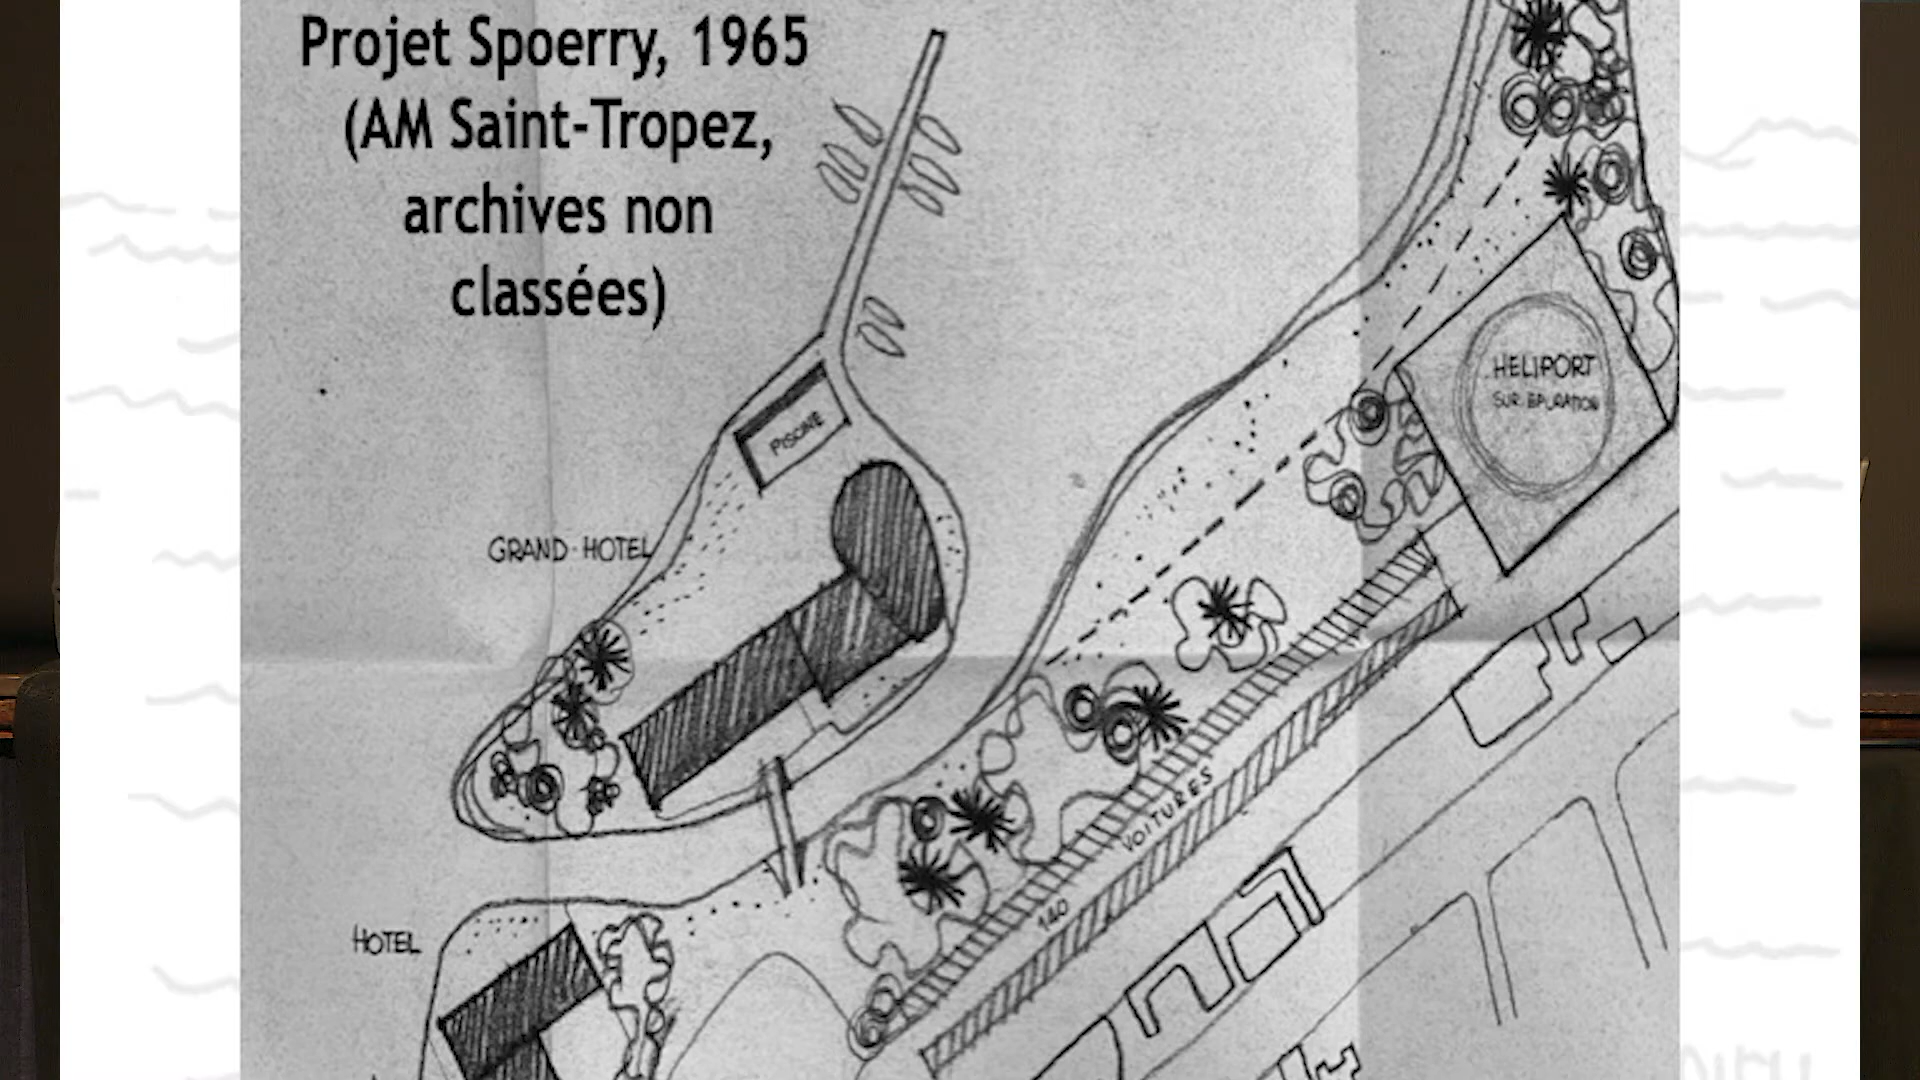 Projet Spoerry, 1965
(AM Saint-Tropez,
archives non
classées)
HELIPORT
SUR EPURATION
PISCINE
GRAND-HOTEL
140 VOITURES
HOTEL